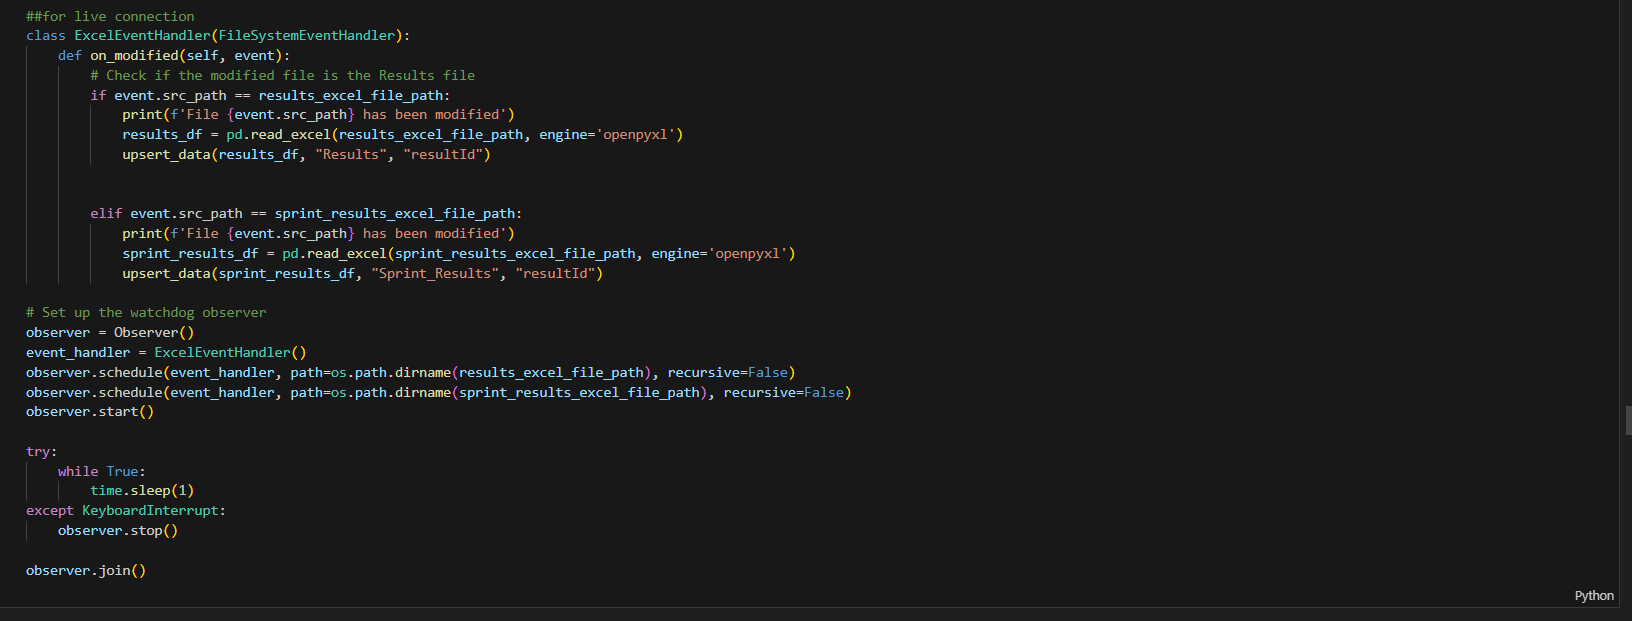 ##for live connection
class ExcelEventHandler(FileSystemEventHandler):
    def on_modified(self, event):
        # Check if the modified file is the Results file
        if event.src_path == results_excel_file_path:
            print(f'File {event.src_path} has been modified')
            results_df = pd.read_excel(results_excel_file_path, engine='openpyxl')
            upsert_data(results_df, "Results", "resultId")
        elif event.src_path == sprint_results_excel_file_path:
            print(f'File {event.src_path} has been modified')
            sprint_results_df = pd.read_excel(sprint_results_excel_file_path, engine='openpyxl')
            upsert_data(sprint_results_df, "Sprint_Results", "resultId")
# Set up the watchdog observer
observer = Observer()
event_handler = ExcelEventHandler()
observer.schedule(event_handler, path=os.path.dirname(results_excel_file_path), recursive=False)
observer.schedule(event_handler, path=os.path.dirname(sprint_results_excel_file_path), recursive=False)
observer.start()
try:
    while True:
        time.sleep(1)
except KeyboardInterrupt:
    observer.stop()
observer.join()
Python